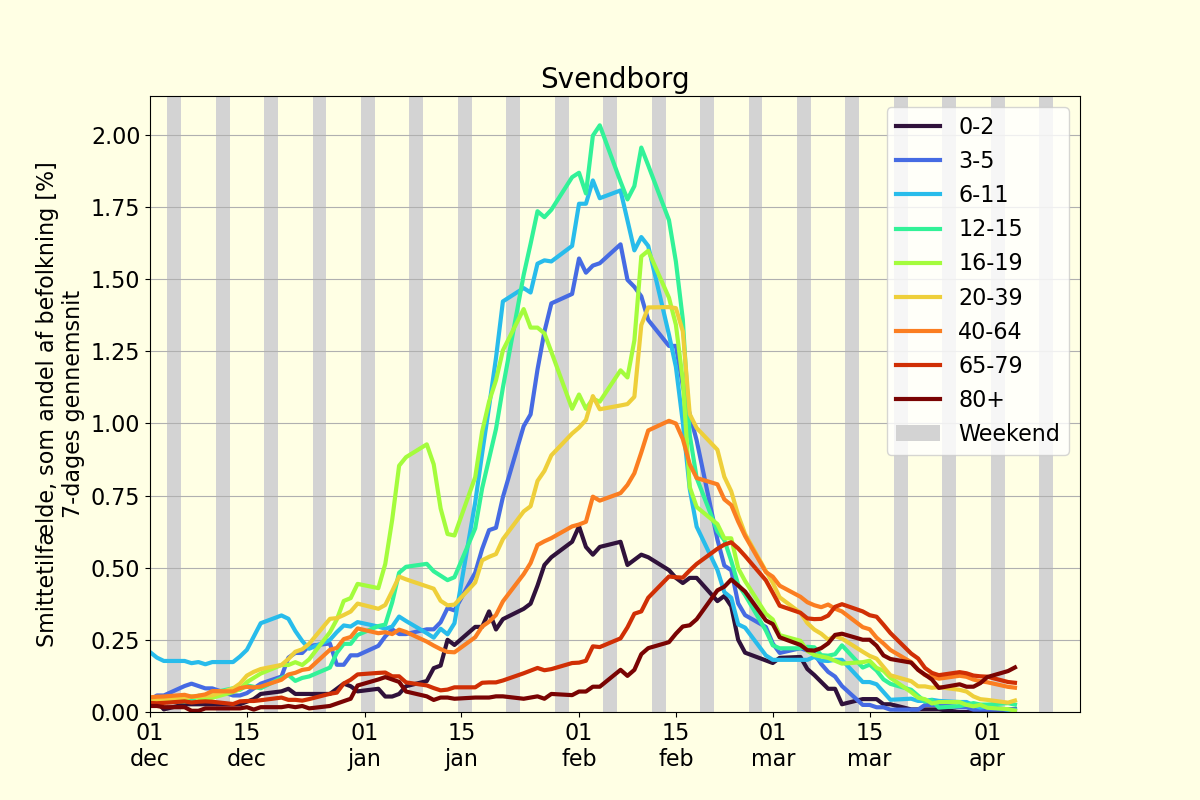 Svendborg
Smittetilfælde, som andel af befolkning [%]
7-dages gennemsnit
2.00
1.75
1.50
1.25
1.00
0.75
0.50
0.25
0.00
01 dec
15 dec
01 jan
15 jan
01 feb
15 feb
01 mar
15 mar
01 apr
0-2
3-5
6-11
12-15
16-19
20-39
40-64
65-79
80+
Weekend